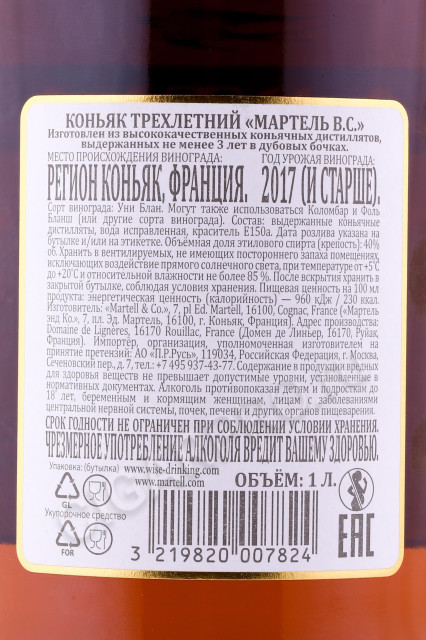 КОНЬЯК ТРЕХЛЕТНИЙ «МАРТЕЛЬ В.С.»
Изготовлен из высококачественных коньячных дистиллятов,
выдержанных не менее 3 лет в дубовых бочках.
МЕСТО ПРОИСХОЖДЕНИЯ ВИНОГРАДА: ГОД УРОЖАЯ ВИНОГРАДА:
РЕГИОН КОНЬЯК, ФРАНЦИЯ. 2017 (И СТАРШЕ).
Сорт винограда: Уни Блан. Могут также использоваться Коломбар и Фоль
Бланш (или другие сорта винограда). Состав: выдержанные коньячные
дистилляты, вода исправленная, краситель Е150а. Дата розлива указана на
бутылке и/или на этикетке. Объёмная доля этилового спирта (крепость): 40%
об. Хранить в вентилируемых, не имеющих постороннего запаха помещениях
исключающих воздействие прямого солнечного света, при температуре от +5°С
до +20°С и относительной влажности не более 85 %. После вскрытия хранить в
закрытой бутылке, соблюдая условия хранения. Пищевая ценность на 100 мл
продукта: энергетическая ценность (калорийность) — 960 кДж / 230 ккал.
Изготовитель: «Martell & Co.», 7, pl Ed. Martell, 16100, Cognac, France («Мартель
энд Ко.», 7, пл. Эд. Мартель, 16100, г. Коньяк, Франция). Адрес производства:
Domaine de Lignères, 16170 Rouillac, France (Домен де Линьер, 16170, Руйак,
Франция). Импортёр, организация, уполномоченная изготовителем на
принятие претензий: АО «П.Р.Русь», 119034, Российская Федерация, г. Москва,
Сеченовский пер., д. 7, тел.: +7 495 937-43-77. Содержание в продукции вредных
для здоровья веществ не превышает допустимые уровни, установленные в
нормативных документах. Алкоголь противопоказан детям и подросткам до
18 лет, беременным и кормящим женщинам, лицам с заболеваниями
центральной нервной системы, почек, печени и других органов пищеварения.
СРОК ГОДНОСТИ НЕ ОГРАНИЧЕН ПРИ СОБЛЮДЕНИИ УСЛОВИЙ ХРАНЕНИЯ.
ЧРЕЗМЕРНОЕ УПОТРЕБЛЕНИЕ АЛКОГОЛЯ ВРЕДИТ ВАШЕМУ ЗДОРОВЬЮ.
Упаковка: (бутылка) www.wise-drinking.com
www.martell.com ОБЪЁМ: 1 Л.
GL
Укупорочное средство
FOR
3 219820 007824
EAC